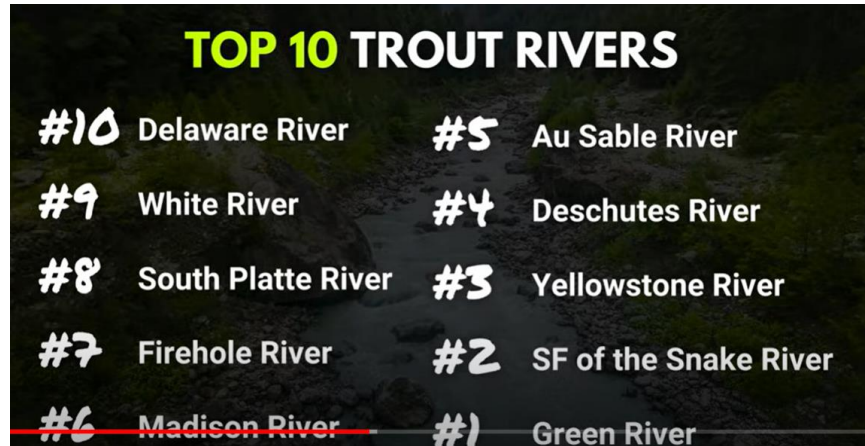 TOP 10 TROUT RIVERS
#10 Delaware River
#9 White River
#8 South Platte River
#7 Firehole River
#6 Madison River
#5 Au Sable River
#4 Deschutes River
#3 Yellowstone River
#2 SF of the Snake River
#1 Green River